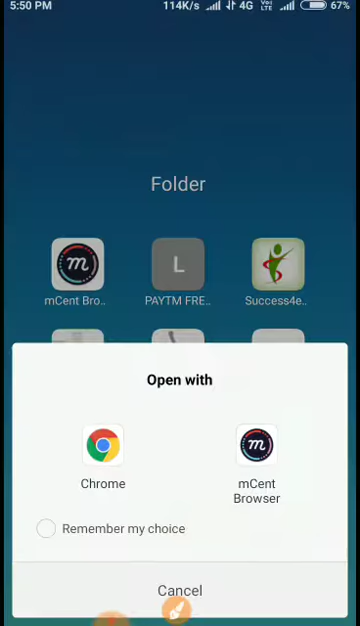 5:50 PM 114K/s 4G VoLTE 67%
Folder
m L
mCent Bro.. PAYTM FRE.. Success4e..
Open with
m
Chrome mCent
Browser
Remember my choice
Cancel